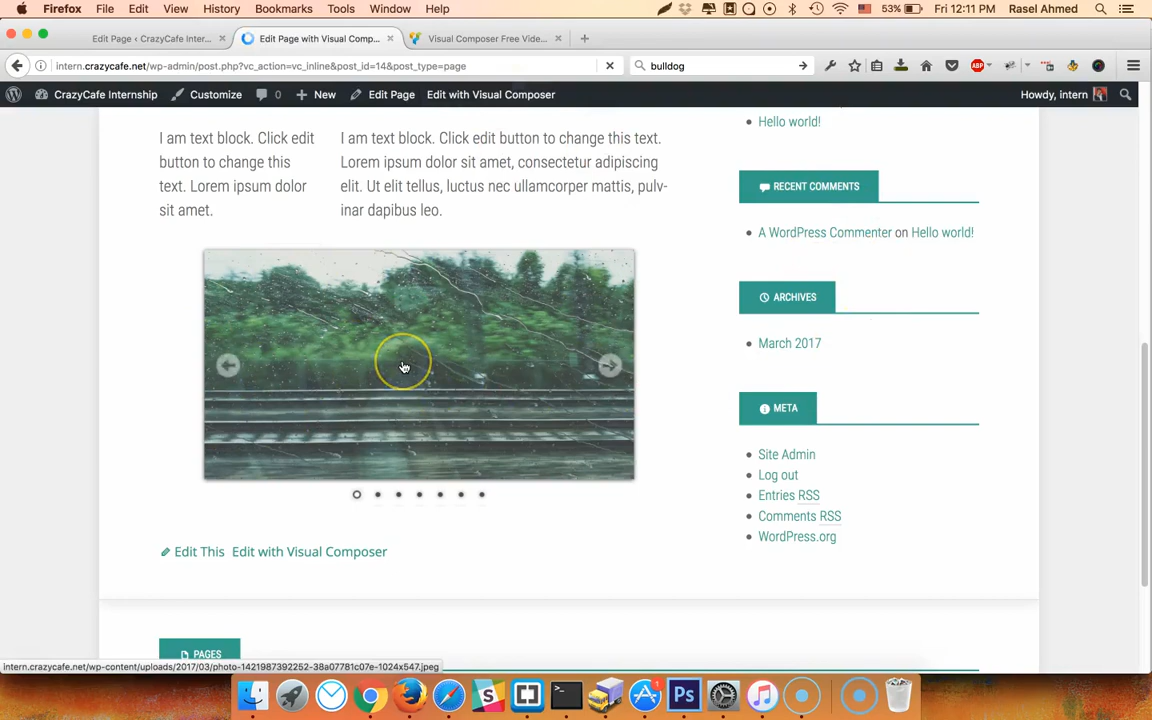 Firefox File Edit View History Bookmarks Tools Window Help 53% Fri 12:11 PM Rasel Ahmed
Edit Page ‹ CrazyCafe Inter... × Edit Page with Visual Comp... × Visual Composer Free Vide... × +
intern.crazycafe.net/wp-admin/post.php?vc_action=vc_inline&post_id=14&post_type=page × bulldog
CrazyCafe Internship Customize 0 + New Edit Page Edit with Visual Composer Howdy, intern
I am text block. Click edit
button to change this
text. Lorem ipsum dolor
sit amet.
I am text block. Click edit button to change this text.
Lorem ipsum dolor sit amet, consectetur adipiscing
elit. Ut elit tellus, luctus nec ullamcorper mattis, pulv-
inar dapibus leo.
Hello world!
RECENT COMMENTS
A WordPress Commenter on Hello world!
ARCHIVES
March 2017
META
Site Admin
Log out
Entries RSS
Comments RSS
WordPress.org
Edit This Edit with Visual Composer
PAGES
intern.crazycafe.net/wp-content/uploads/2017/03/photo-1421987392252-38a07781c07e-1024x547.jpeg